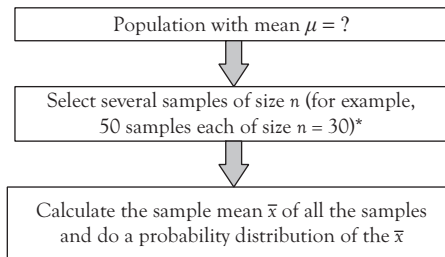 Population with mean μ = ?
Select several samples of size n (for example,
50 samples each of size n = 30)*
Calculate the sample mean x̅ of all the samples
and do a probability distribution of the x̅